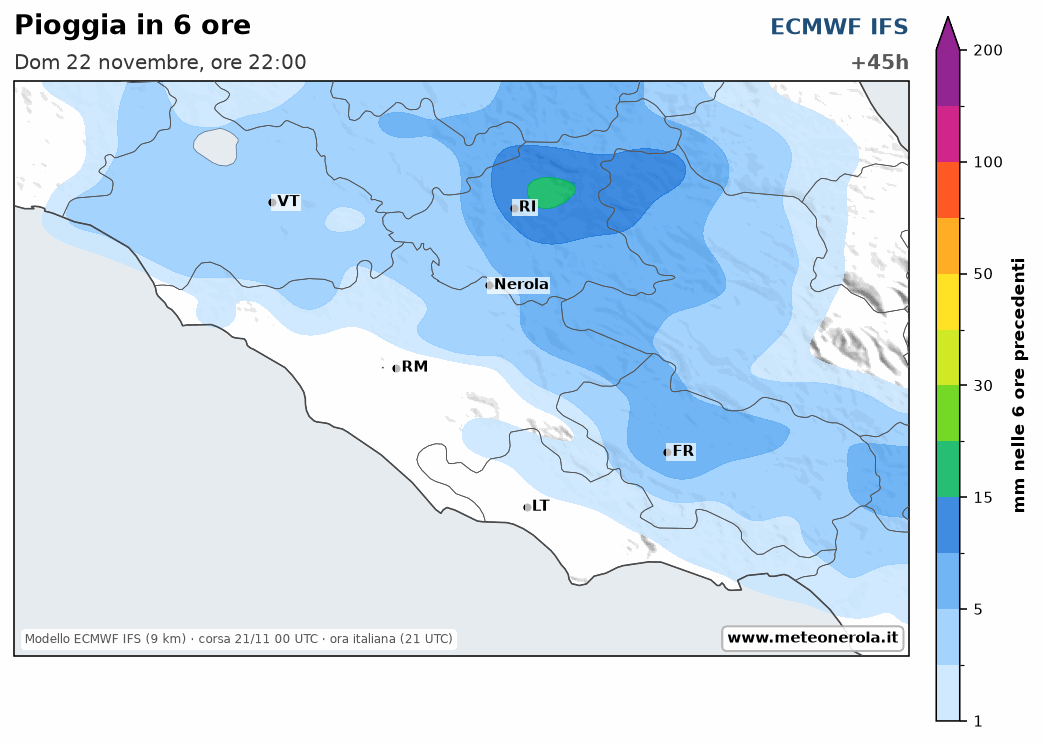 Pioggia in 6 ore
ECMWF IFS
Dom 22 novembre, ore 22:00
+45h
VT
RI
Nerola
RM
FR
LT
200
100
50
30
15
5
1
mm nelle 6 ore precedenti
Modello ECMWF IFS (9 km) · corsa 21/11 00 UTC · ora italiana (21 UTC)
www.meteonerola.it